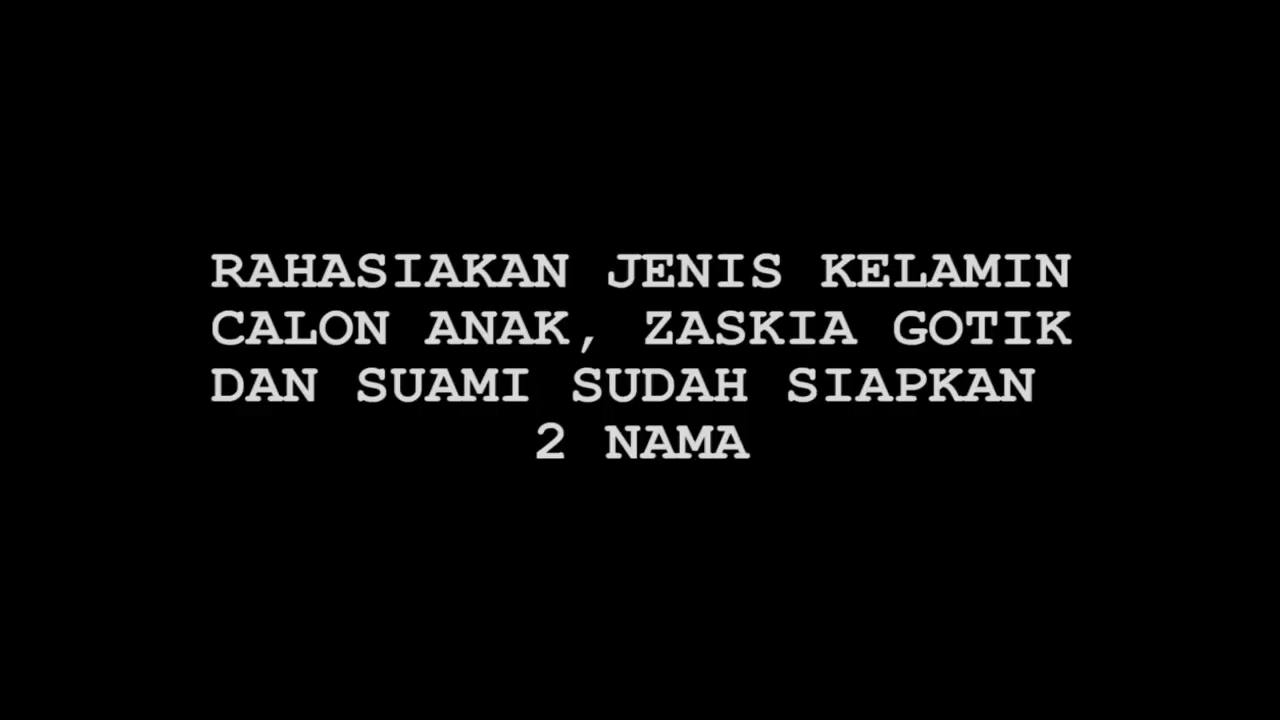 RAHASIAKAN JENIS KELAMIN
CALON ANAK, ZASKIA GOTIK
DAN SUAMI SUDAH SIAPKAN
2 NAMA